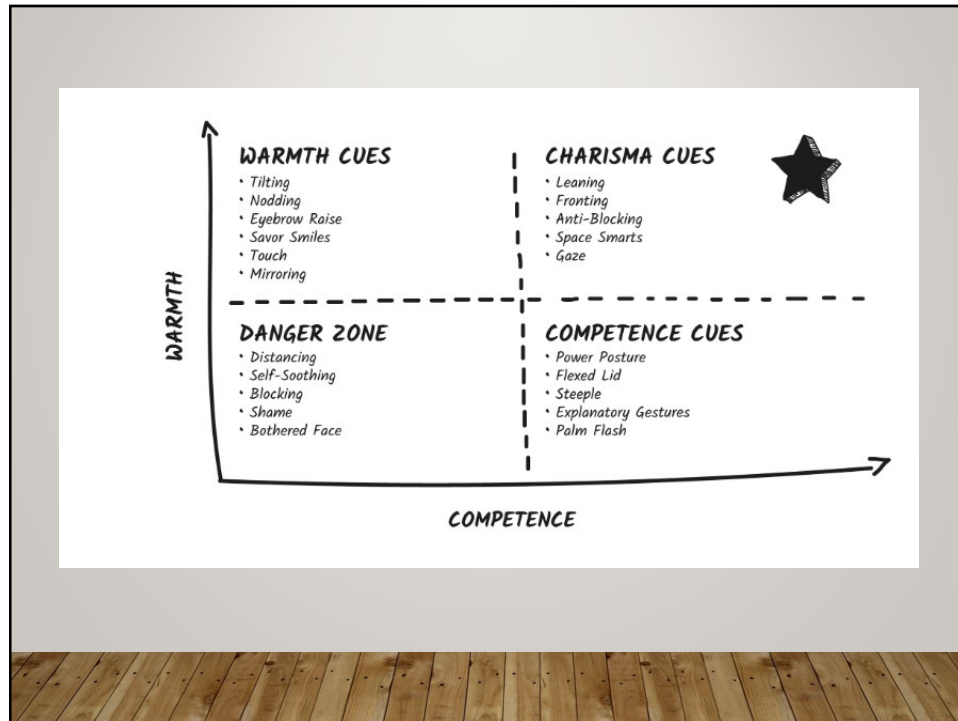 WARMTH CUES
• Tilting
• Nodding
• Eyebrow Raise
• Savor Smiles
• Touch
• Mirroring
CHARISMA CUES
• Leaning
• Fronting
• Anti-Blocking
• Space Smarts
• Gaze
WARMTH
DANGER ZONE
• Distancing
• Self-Soothing
• Blocking
• Shame
• Bothered Face
COMPETENCE CUES
• Power Posture
• Flexed Lid
• Steeple
• Explanatory Gestures
• Palm Flash
COMPETENCE